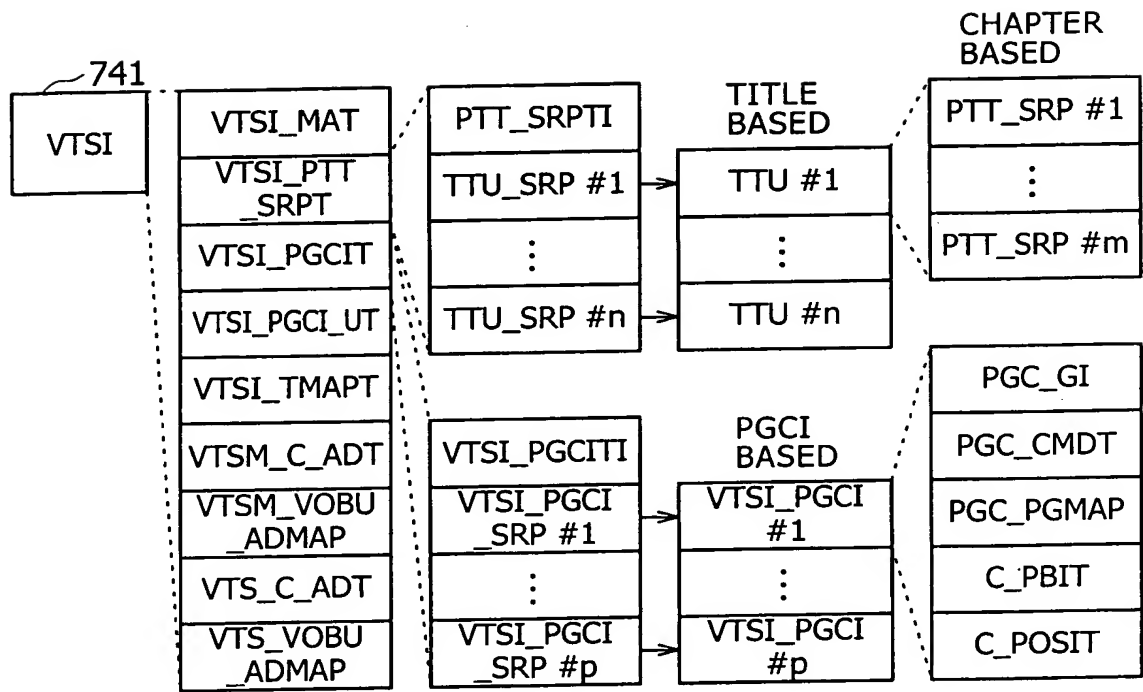 741
VTSI
VTSI_MAT
VTSI_PTT
_SRPT
VTSI_PGCIT
VTSI_PGCI_UT
VTSI_TMAPT
VTSM_C_ADT
VTSM_VOBU
_ADMAP
VTS_C_ADT
VTS_VOBU
_ADMAP
PTT_SRPTI
TTU_SRP #1
⋮
TTU_SRP #n
TITLE
BASED
TTU #1
⋮
TTU #n
CHAPTER
BASED
PTT_SRP #1
⋮
PTT_SRP #m
VTSI_PGCITI
VTSI_PGCI
_SRP #1
⋮
VTSI_PGCI
_SRP #p
PGCI
BASED
VTSI_PGCI
#1
⋮
VTSI_PGCI
#p
PGC_GI
PGC_CMDT
PGC_PGMAP
C_PBIT
C_POSIT